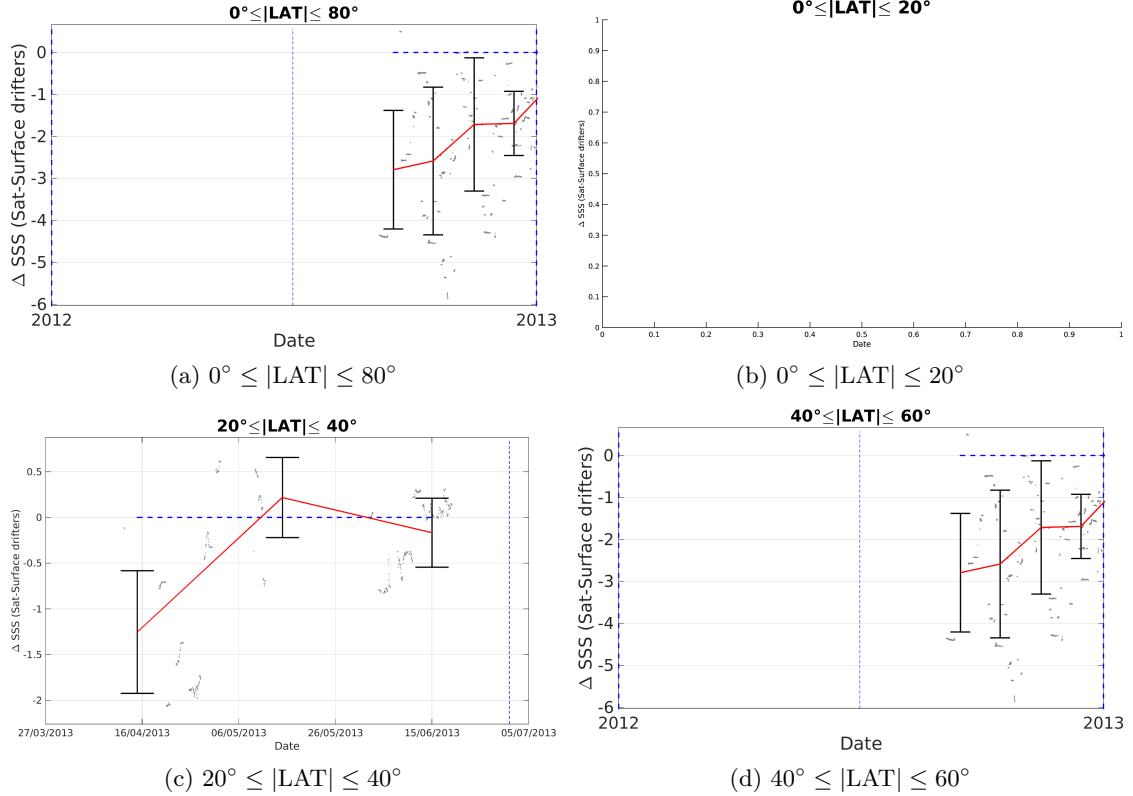 0°≤|LAT|≤ 80°
Δ SSS (Sat-Surface drifters)
0
-1
-2
-3
-4
-5
-6
2012
2013
Date
(a) 0° ≤ |LAT| ≤ 80°
0°≤|LAT|≤ 20°
Δ SSS (Sat-Surface drifters)
1
0.9
0.8
0.7
0.6
0.5
0.4
0.3
0.2
0.1
0
0 0.1 0.2 0.3 0.4 0.5 0.6 0.7 0.8 0.9 1
Date
(b) 0° ≤ |LAT| ≤ 20°
20°≤|LAT|≤ 40°
Δ SSS (Sat-Surface drifters)
0.5
0
-0.5
-1
-1.5
-2
27/03/2013 16/04/2013 06/05/2013 26/05/2013 15/06/2013 05/07/2013
Date
(c) 20° ≤ |LAT| ≤ 40°
40°≤|LAT|≤ 60°
Δ SSS (Sat-Surface drifters)
0
-1
-2
-3
-4
-5
-6
2012
2013
Date
(d) 40° ≤ |LAT| ≤ 60°